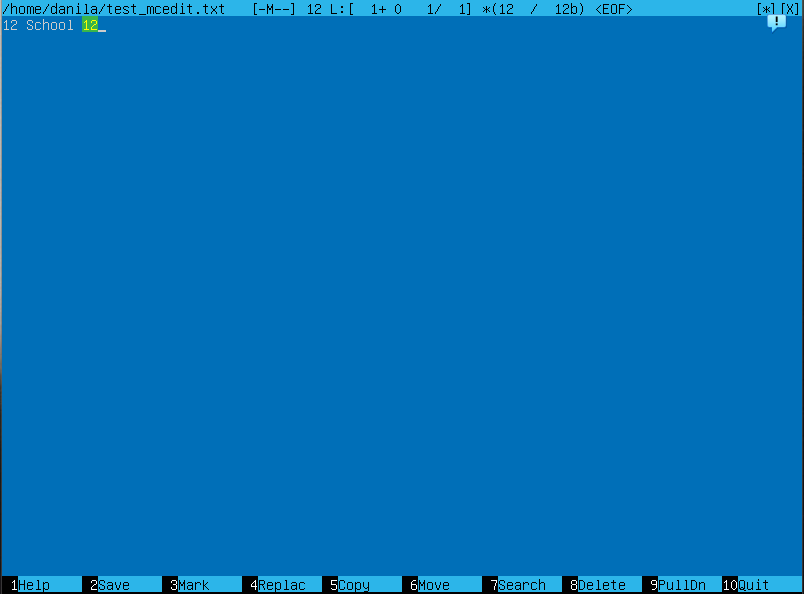 /home/danila/test_mcedit.txt [-M--] 12 L:[ 1+ 0 1/ 1] *(12 / 12b) <EOF> [*][X]
12 School 12_
1Help 2Save 3Mark 4Replac 5Copy 6Move 7Search 8Delete 9PullDn 10Quit